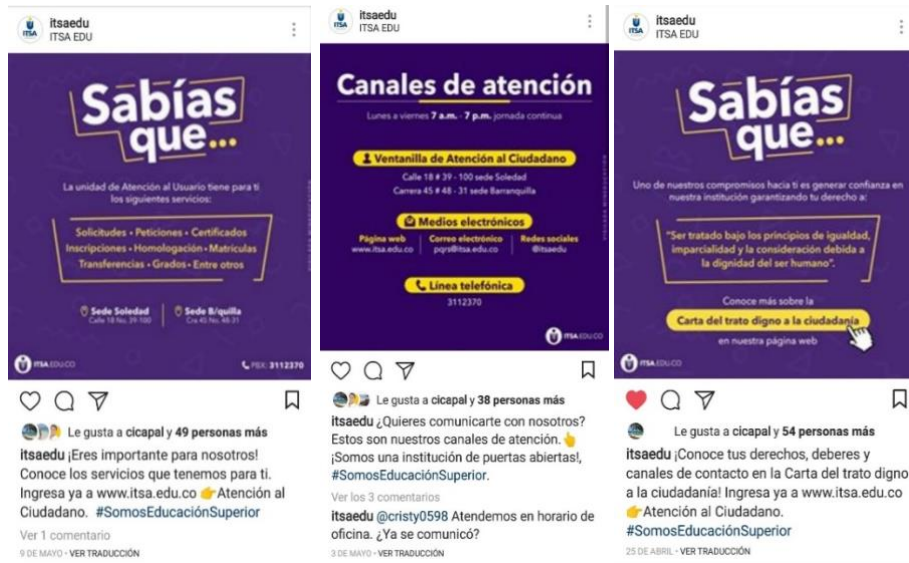 itsaedu
ITSA EDU
Sabías
que...
La unidad de Atención al Usuario tiene para ti
los siguientes servicios:
Solicitudes • Peticiones • Certificados
Inscripciones • Homologación • Matrículas
Transferencias • Grados • Entre otros
Sede Soledad
Calle 18 No. 39-100
Sede B/quilla
Cra 45 No. 48-31
ITSA.EDU.CO
PBX: 3112370
Le gusta a cicapal y 49 personas más
itsaedu ¡Eres importante para nosotros!
Conoce los servicios que tenemos para ti.
Ingresa ya a www.itsa.edu.co 👉Atención al
Ciudadano. #SomosEducaciónSuperior
Ver 1 comentario
9 DE MAYO • VER TRADUCCIÓN
itsaedu
ITSA EDU
Canales de atención
Lunes a viernes 7 a.m. - 7 p.m. jornada continua
Ventanilla de Atención al Ciudadano
Calle 18 # 39 - 100 sede Soledad
Carrera 45 # 48 - 31 sede Barranquilla
Medios electrónicos
Página web
www.itsa.edu.co
Correo electrónico
pqrs@itsa.edu.co
Redes sociales
@itsaedu
Línea telefónica
3112370
ITSA.EDU.CO
Le gusta a cicapal y 38 personas más
itsaedu ¿Quieres comunicarte con nosotros?
Estos son nuestros canales de atención.👆
¡Somos una institución de puertas abiertas!,
#SomosEducaciónSuperior.
Ver los 3 comentarios
itsaedu @cristy0598 Atendemos en horario de
oficina. ¿Ya se comunicó?
3 DE MAYO • VER TRADUCCIÓN
itsaedu
ITSA EDU
Sabías
que...
Uno de nuestros compromisos hacia ti es generar confianza en
nuestra institución garantizando tu derecho a:
"Ser tratado bajo los principios de igualdad,
imparcialidad y la consideración debida a
la dignidad del ser humano".
Conoce más sobre la
Carta del trato digno a la ciudadanía
en nuestra página web
ITSA.EDU.CO
Le gusta a cicapal y 54 personas más
itsaedu ¡Conoce tus derechos, deberes y
canales de contacto en la Carta del trato digno
a la ciudadanía! Ingresa ya a www.itsa.edu.co
👉Atención al Ciudadano.
#SomosEducaciónSuperior
25 DE ABRIL • VER TRADUCCIÓN